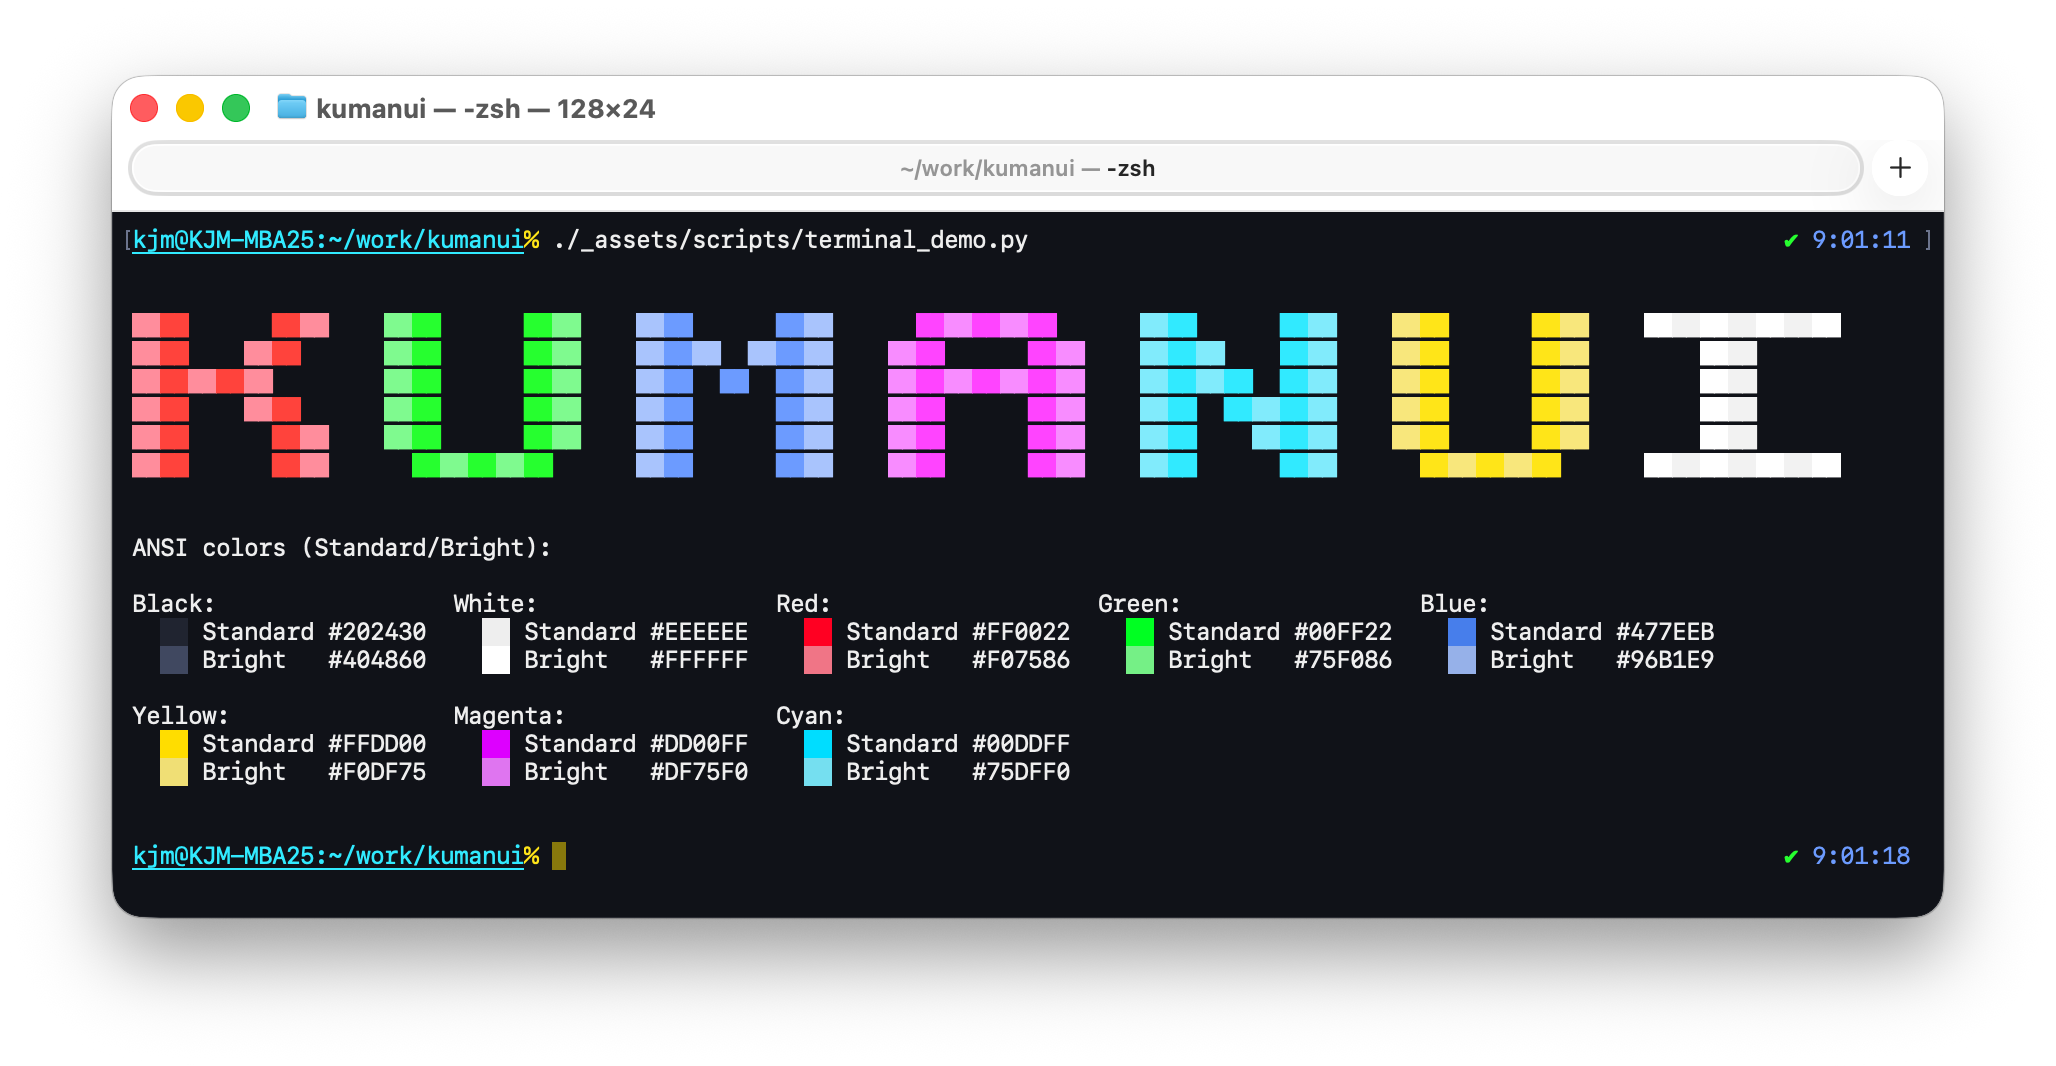 kumanui — -zsh — 128×24
~/work/kumanui — -zsh
[kjm@KJM-MBA25:~/work/kumanui% ./_assets/scripts/terminal_demo.py ✔ 9:01:11 ]
KUMANUI
ANSI colors (Standard/Bright):
Black: White: Red: Green: Blue:
Standard #202430 Standard #EEEEEE Standard #FF0022 Standard #00FF22 Standard #477EEB
Bright #404860 Bright #FFFFFF Bright #F07586 Bright #75F086 Bright #96B1E9
Yellow: Magenta: Cyan:
Standard #FFDD00 Standard #DD00FF Standard #00DDFF
Bright #F0DF75 Bright #DF75F0 Bright #75DFF0
kjm@KJM-MBA25:~/work/kumanui% ✔ 9:01:18